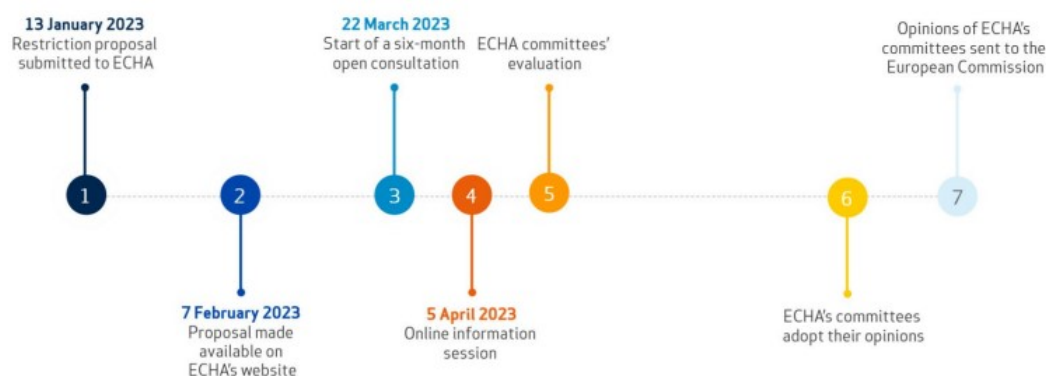 13 January 2023
Restriction proposal
submitted to ECHA
22 March 2023
Start of a six-month
open consultation
ECHA committees'
evaluation
Opinions of ECHA's
committees sent to the
European Commission
1
2
3
4
5
6
7
7 February 2023
Proposal made
available on
ECHA's website
5 April 2023
Online information
session
ECHA's committees
adopt their opinions